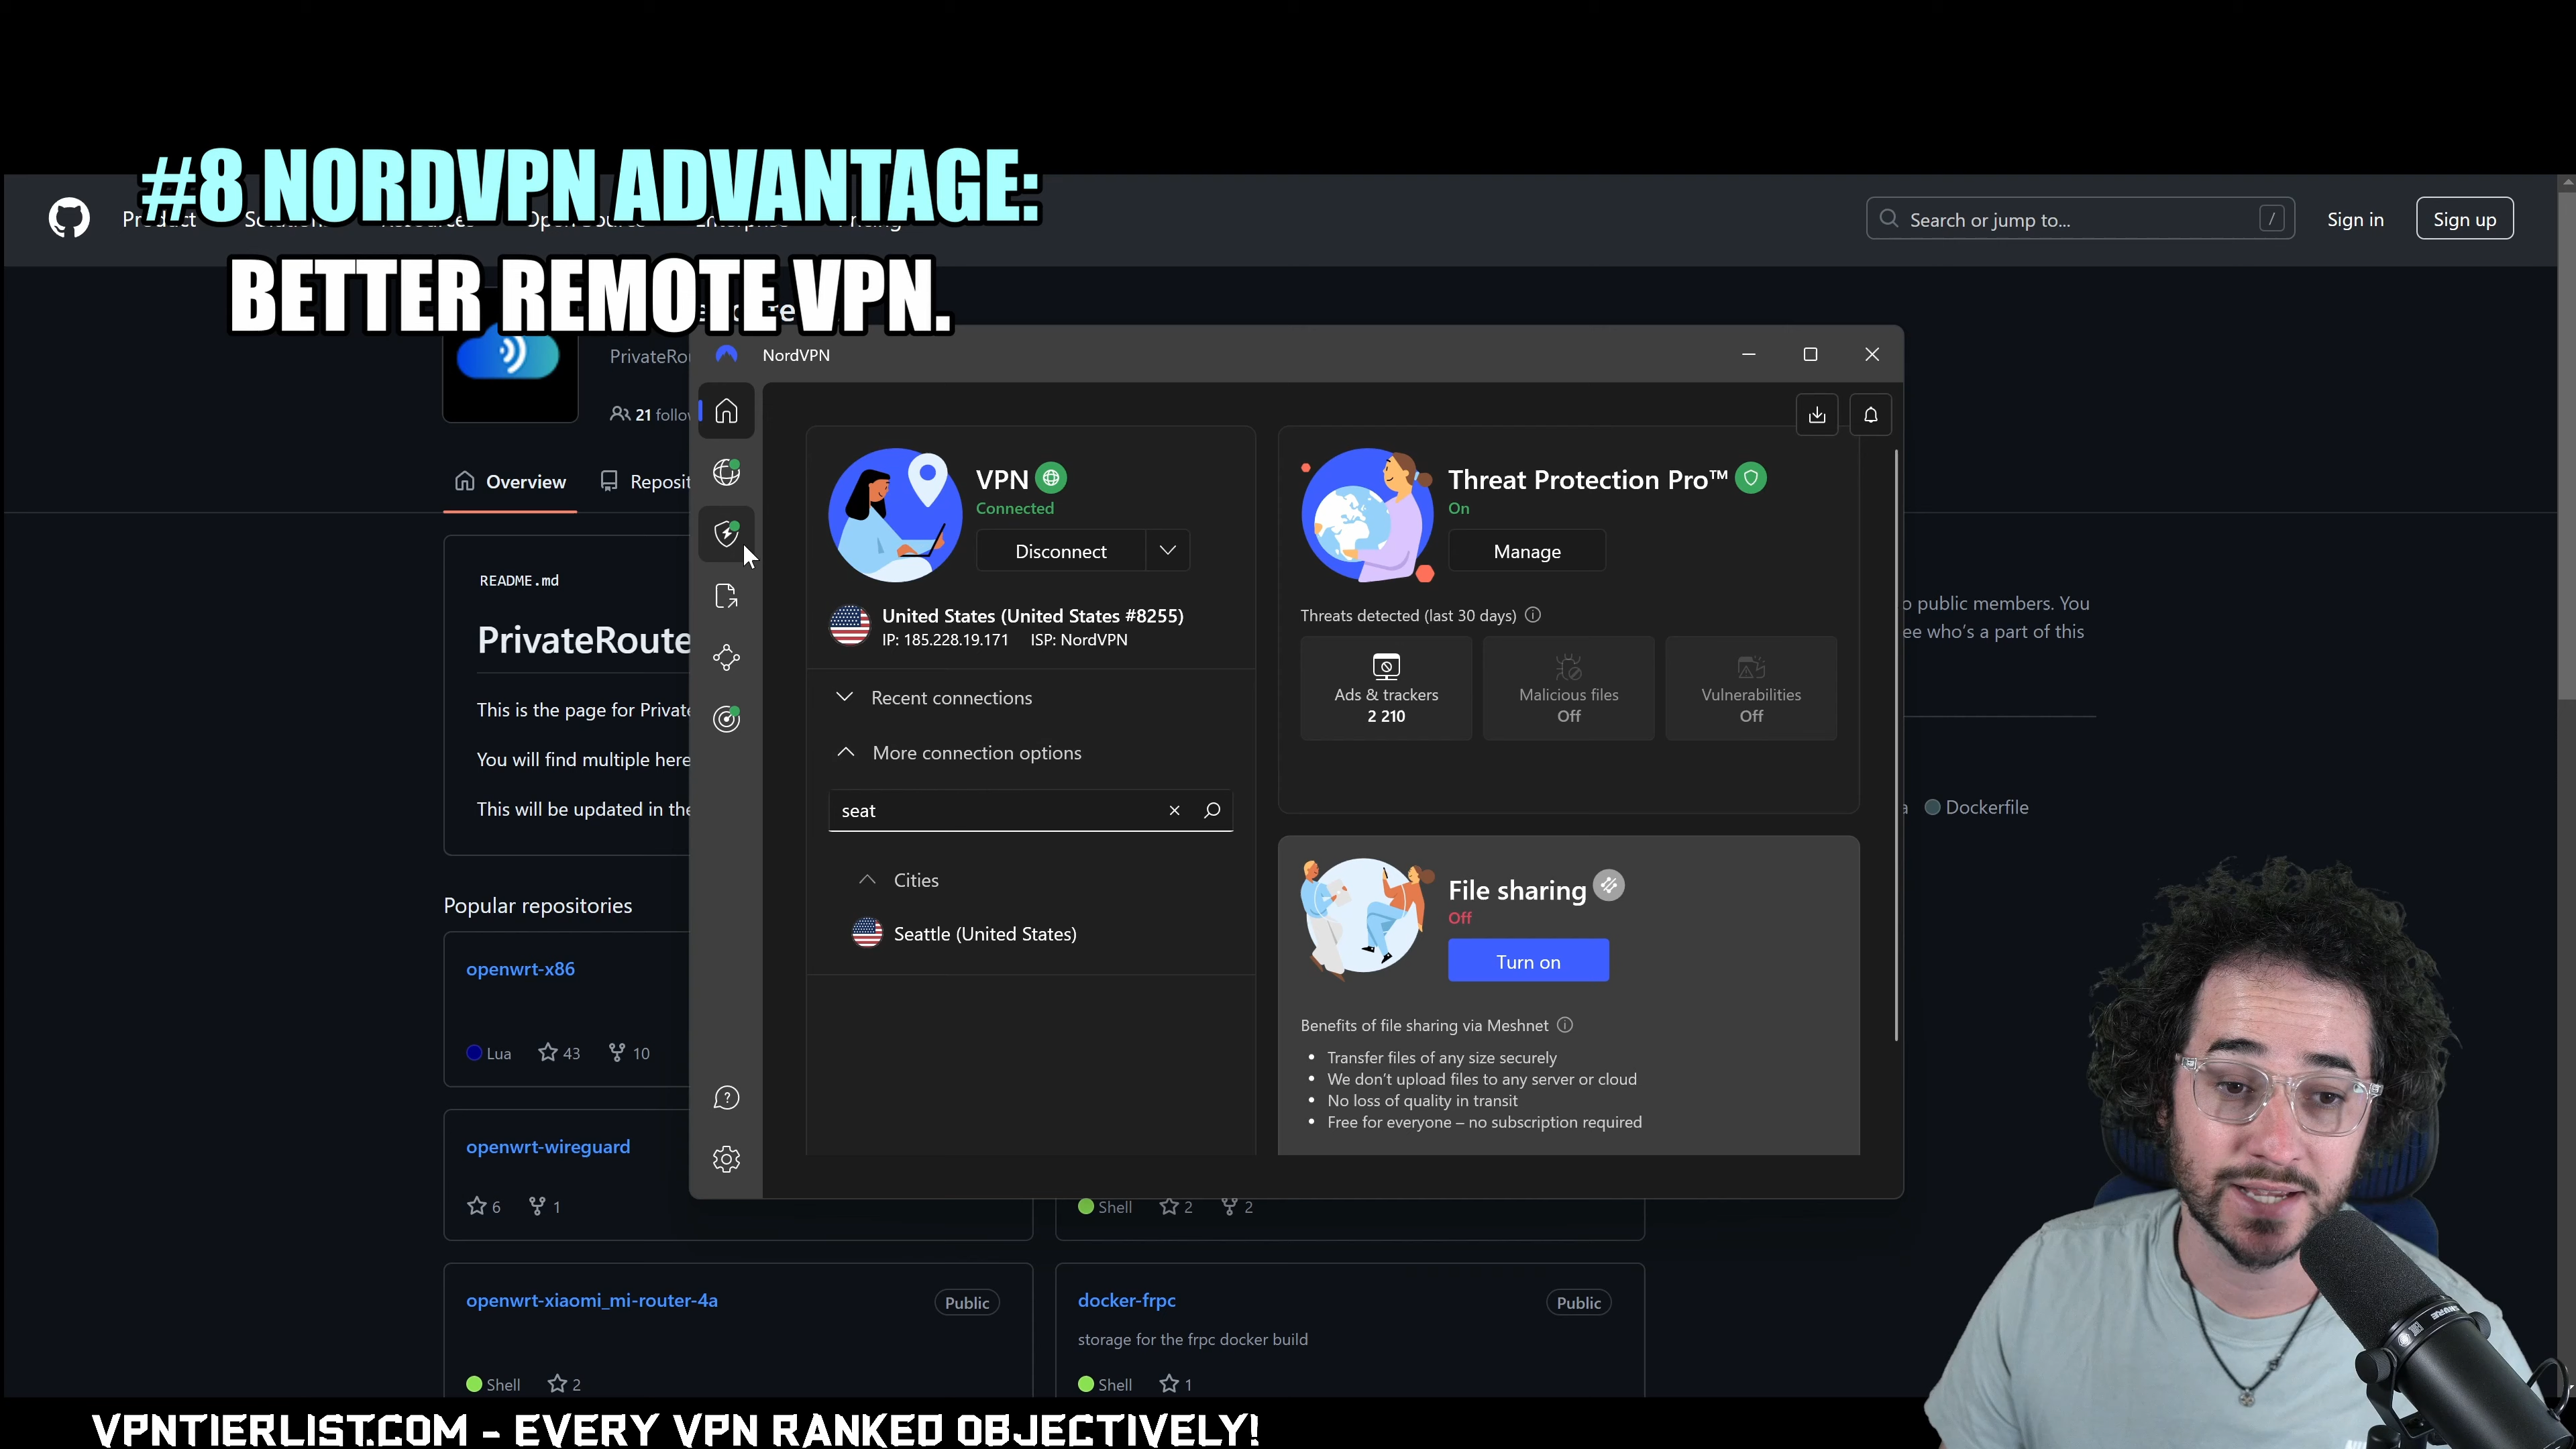 #8 NORDVPN ADVANTAGE:
BETTER REMOTE VPN.
Search or jump to...
/
Sign in
Sign up
NordVPN
21
Overview
README.md
PrivateRoute
This is the page for
You will find multiple here
This will be updated in the
Popular repositories
openwrt-x86
Lua 43 10
openwrt-wireguard
6 1
openwrt-xiaomi_mi-router-4a
Public
Shell 2
VPN
Connected
Disconnect
United States (United States #8255)
IP: 185.228.19.171 ISP: NordVPN
Recent connections
More connection options
seat
Cities
Seattle (United States)
Threat Protection Pro™
On
Manage
Threats detected (last 30 days)
Ads & trackers
2 210
Malicious files
Off
Vulnerabilities
Off
File sharing
Off
Turn on
Benefits of file sharing via Meshnet
• Transfer files of any size securely
• We don't upload files to any server or cloud
• No loss of quality in transit
• Free for everyone – no subscription required
Shell 2 2
docker-frpc
Public
storage for the frpc docker build
Shell 1
public members. You
who's a part of this
Dockerfile
SHURE
VPNTIERLIST.COM - EVERY VPN RANKED OBJECTIVELY!